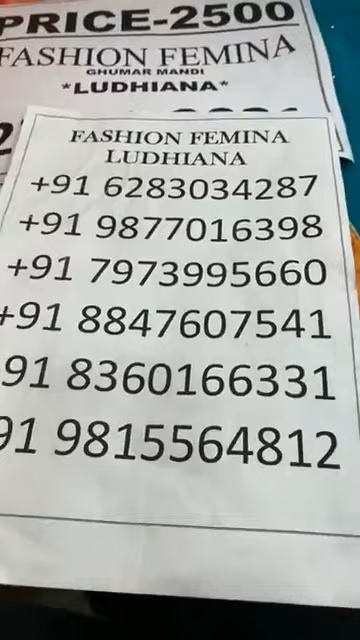 PRICE-2500
FASHION FEMINA
GHUMAR MANDI
*LUDHIANA*
FASHION FEMINA
LUDHIANA
+91 6283034287
+91 9877016398
+91 7973995660
+91 8847607541
91 8360166331
91 9815564812